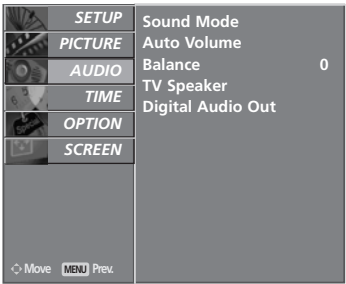 SETUP
PICTURE
AUDIO
TIME
OPTION
SCREEN
Sound Mode
Auto Volume
Balance 0
TV Speaker
Digital Audio Out
Move MENU Prev.